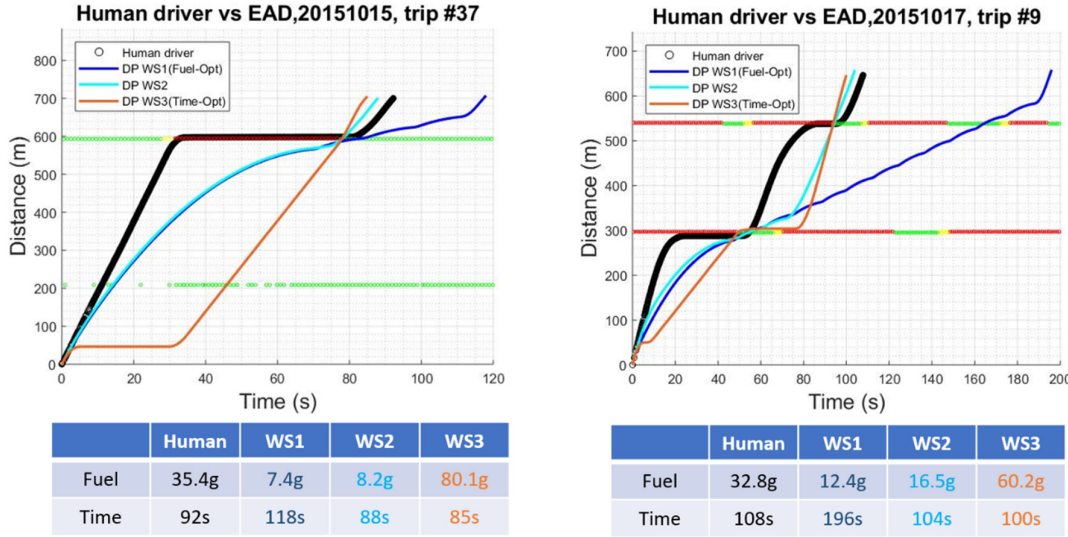 Human driver vs EAD,20151015, trip #37
Human driver
DP WS1(Fuel-Opt)
DP WS2
DP WS3(Time-Opt)
Distance (m)
800
700
600
500
400
300
200
100
0
0 20 40 60 80 100 120
Time (s)
Human WS1 WS2 WS3
Fuel 35.4g 7.4g 8.2g 80.1g
Time 92s 118s 88s 85s
Human driver vs EAD,20151017, trip #9
Human driver
DP WS1(Fuel-Opt)
DP WS2
DP WS3(Time-Opt)
Distance (m)
700
600
500
400
300
200
100
0
0 20 40 60 80 100 120 140 160 180 200
Time (s)
Human WS1 WS2 WS3
Fuel 32.8g 12.4g 16.5g 60.2g
Time 108s 196s 104s 100s